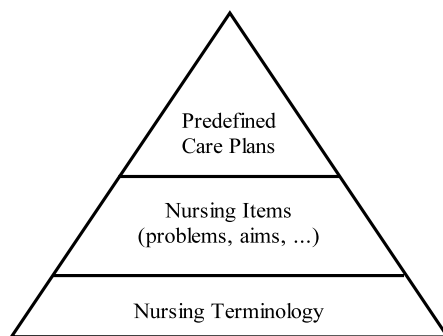 Predefined
Care Plans
Nursing Items
(problems, aims, ...)
Nursing Terminology